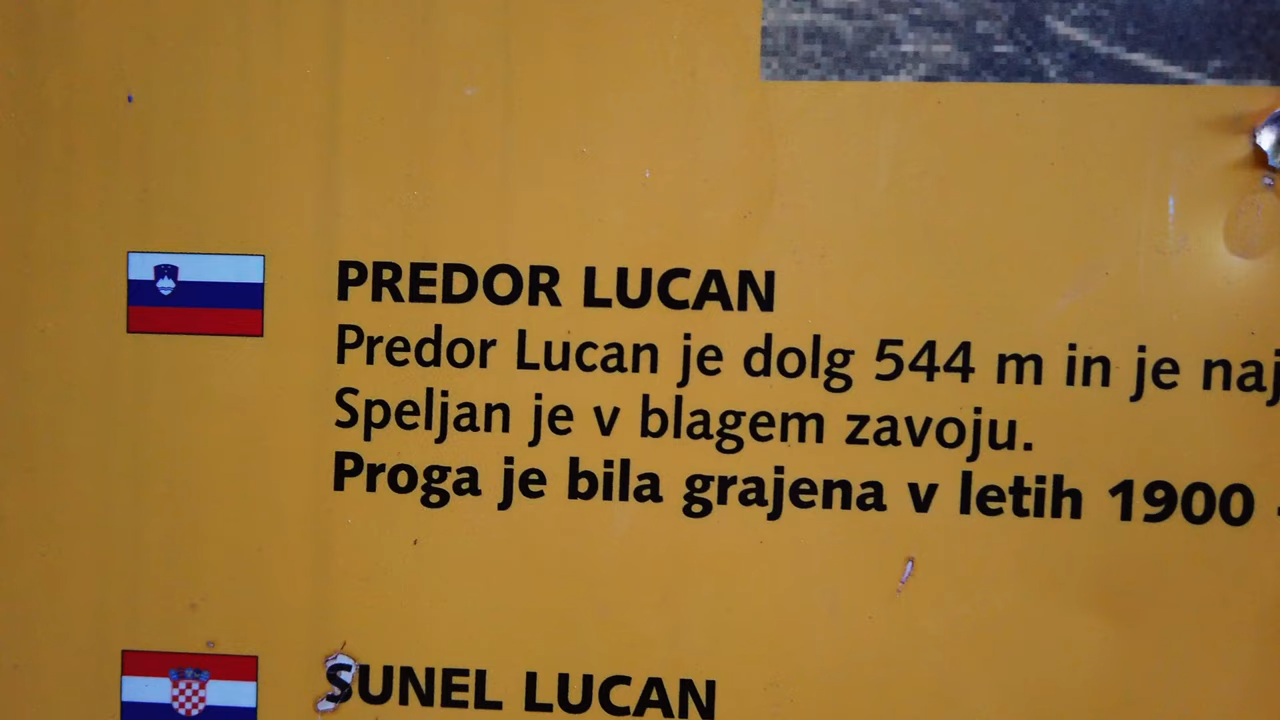 PREDOR LUCAN
Predor Lucan je dolg 544 m in je naj
Speljan je v blagem zavoju.
Proga je bila grajena v letih 1900
SUNEL LUCAN